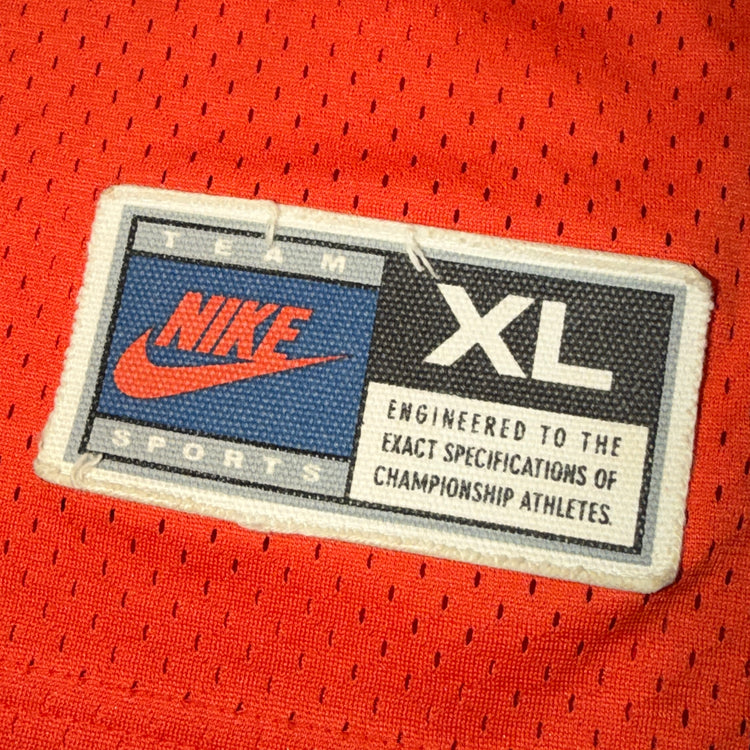 TEAM
NIKE
SPORTS
XL
ENGINEERED TO THE
EXACT SPECIFICATIONS OF
CHAMPIONSHIP ATHLETES.